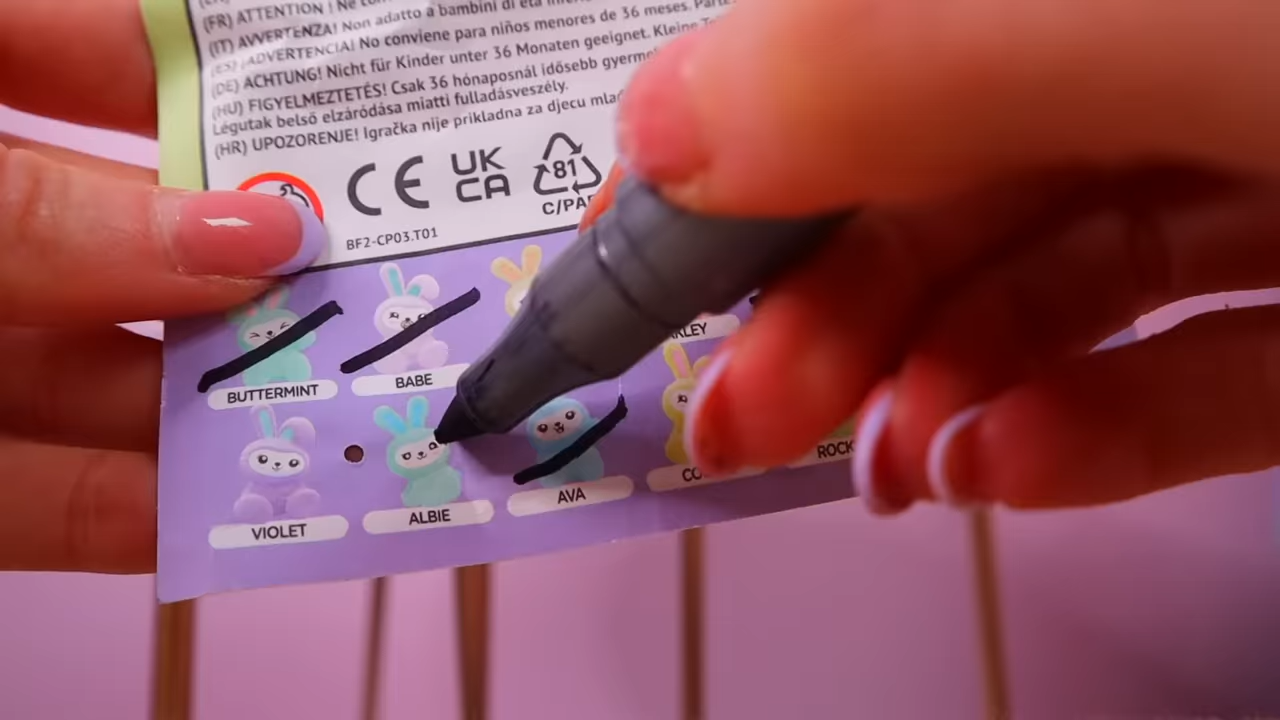 (FR) ATTENTION ! Ne
(IT) AVVERTENZA! Non adatto a bambini di età
(ES) ¡ADVERTENCIA! No conviene para niños menores de 36 meses.
(DE) ACHTUNG! Nicht für Kinder unter 36 Monaten geeignet. Kleine
(HU) FIGYELMEZTETÉS! Csak 36 hónaposnál idősebb
Légutak belső elzáródása miatti fulladásveszély.
(HR) UPOZORENJE! Igračka nije prikladna za djecu
CE UK CA 81
C/PA
BF2-CP03.T01
BUTTERMINT BABE
VIOLET ALBIE AVA CO ROCK